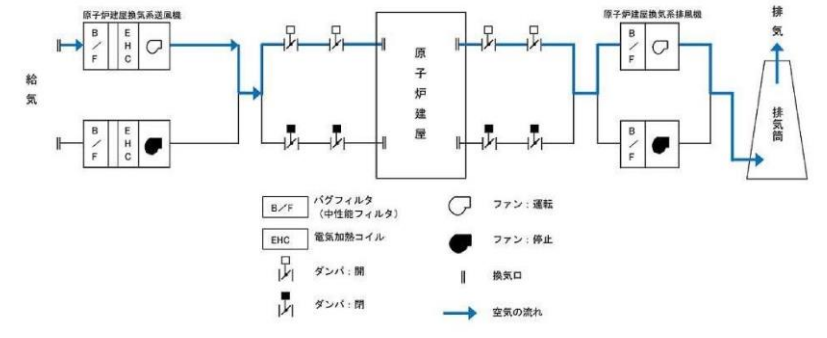 原子炉建屋換気系送風機
原子炉建屋換気系排風機
排気
B/F
EHC
B/F
給気
原子炉建屋
排気筒
B/F
EHC
B/F
B/F
バグフィルタ
(中性能フィルタ)
ファン：運転
EHC
電気加熱コイル
ファン：停止
ダンパ：開
換気口
ダンパ：閉
空気の流れ